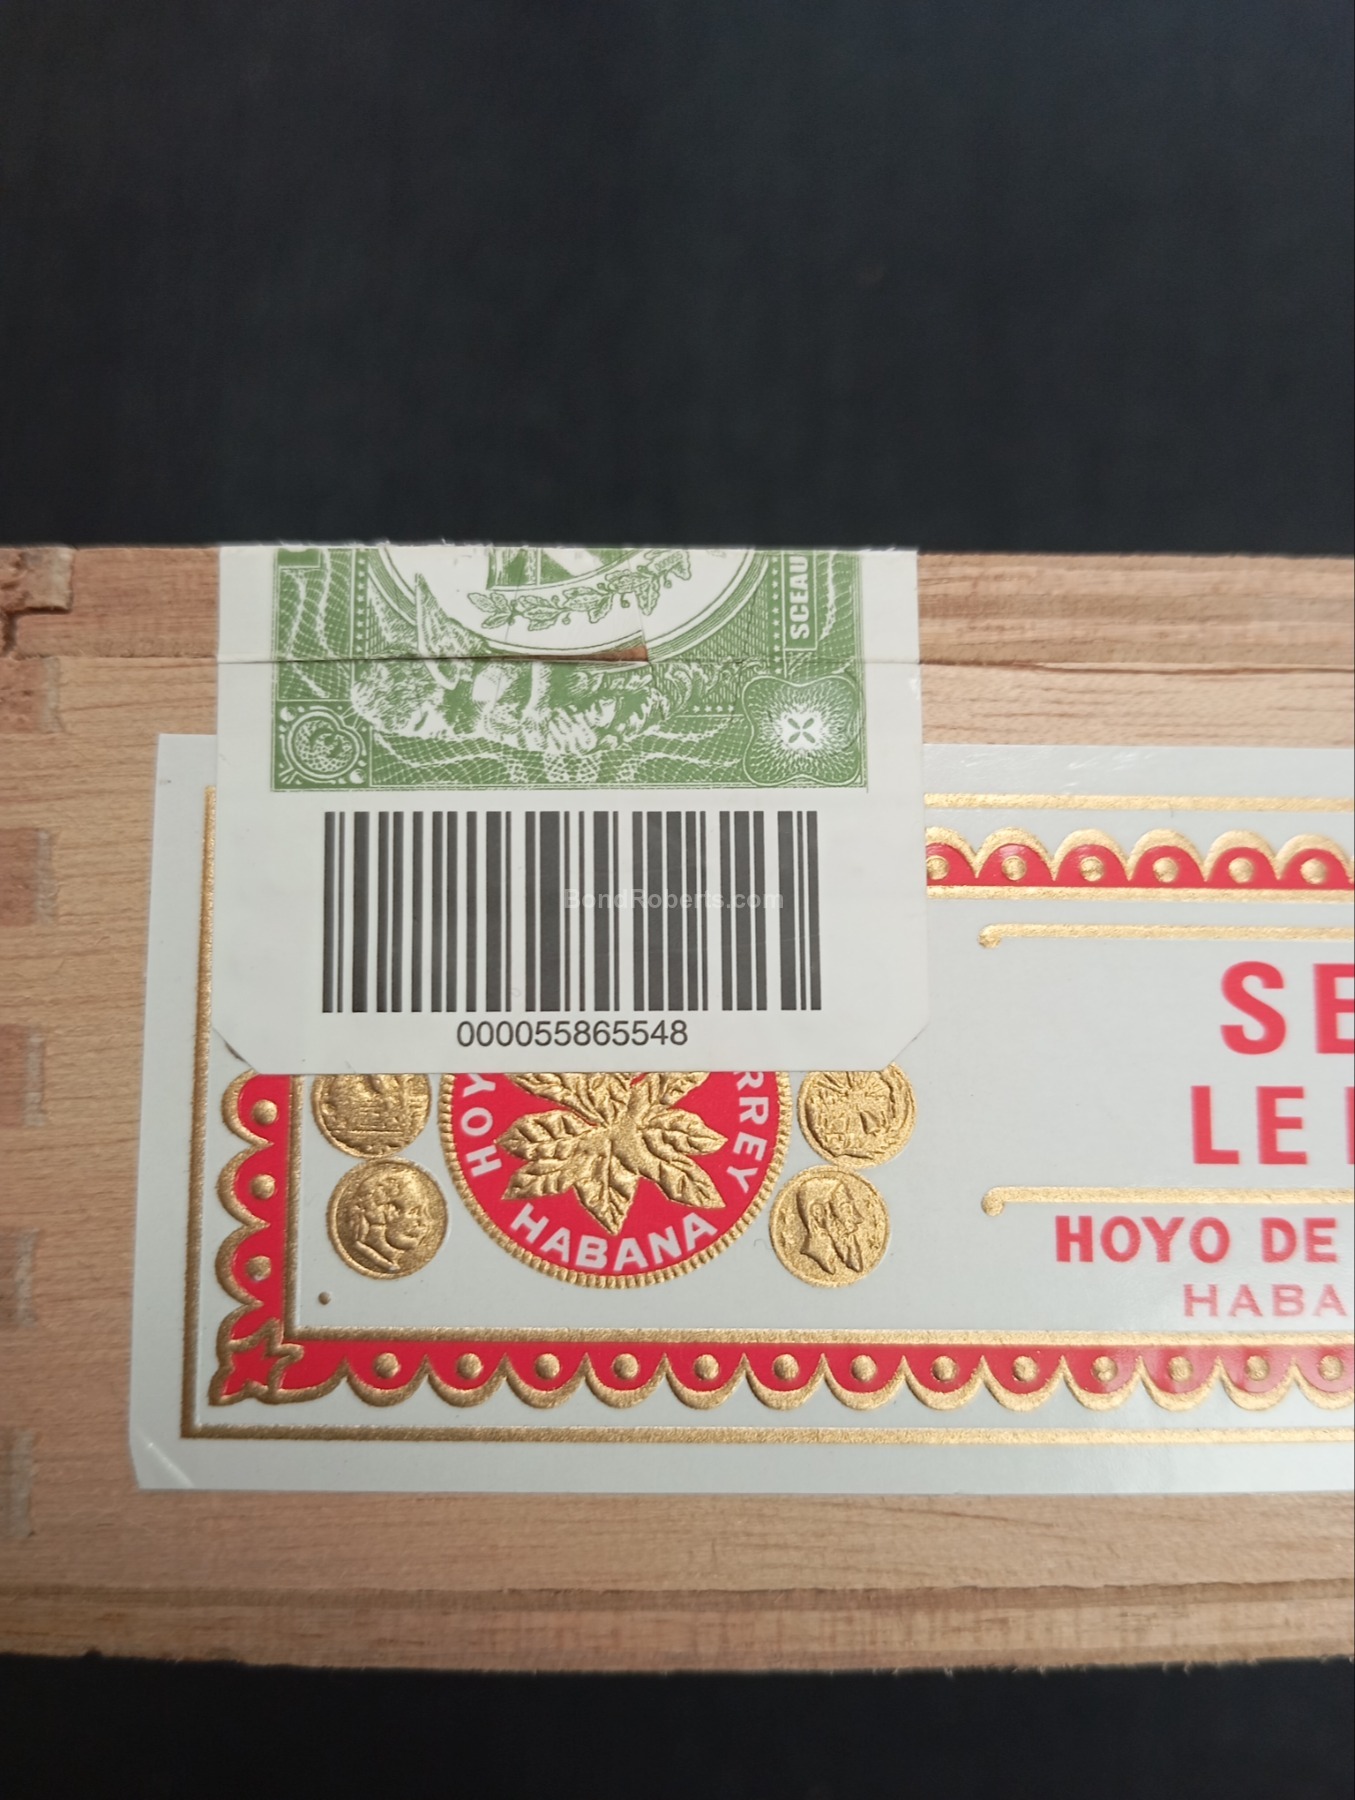 SCEAU
BondRoberts.com
000055865548
SE
LE
HOYO DE
HABA
HOYO
RREY
HABANA